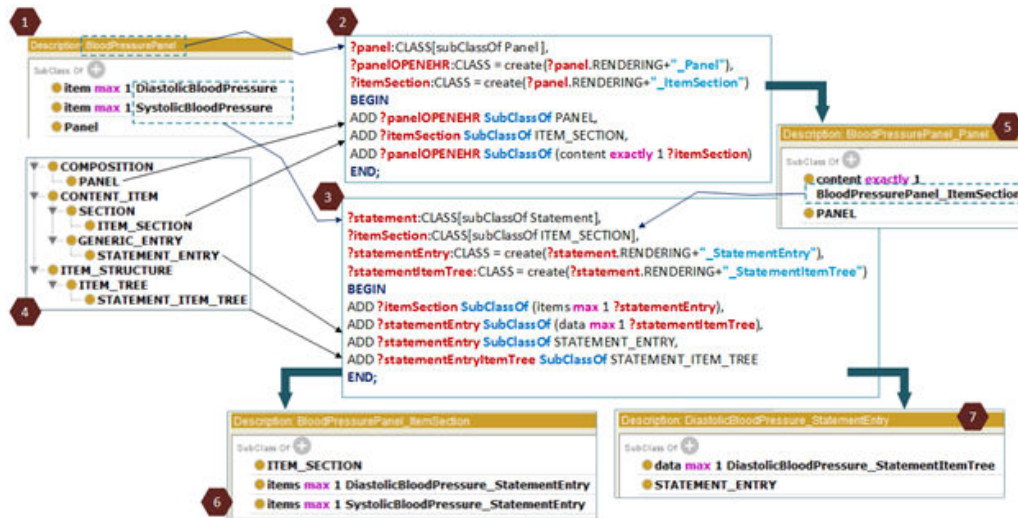 1
Description: BloodPressurePanel
SubClass Of
item max 1 DiastolicBloodPressure
item max 1 SystolicBloodPressure
Panel
2
?panel:CLASS[subClassOf Panel],
?panelOPENEHR:CLASS = create(?panel.RENDERING+"_Panel"),
?itemSection:CLASS = create(?panel.RENDERING+"_ItemSection")
BEGIN
ADD ?panelOPENEHR SubClassOf PANEL,
ADD ?itemSection SubClassOf ITEM_SECTION,
ADD ?panelOPENEHR SubClassOf (content exactly 1 ?itemSection)
END;
5
Description: BloodPressurePanel_Panel
SubClass Of
content exactly 1
BloodPressurePanel_ItemSection
PANEL
COMPOSITION
PANEL
CONTENT_ITEM
SECTION
ITEM_SECTION
GENERIC_ENTRY
STATEMENT_ENTRY
ITEM_STRUCTURE
ITEM_TREE
STATEMENT_ITEM_TREE
4
3
?statement:CLASS[subClassOf Statement],
?itemSection:CLASS[subClassOf ITEM_SECTION],
?statementEntry:CLASS = create(?statement.RENDERING+"_StatementEntry"),
?statementItemTree:CLASS = create(?statement.RENDERING+"_StatementItemTree")
BEGIN
ADD ?itemSection SubClassOf (items max 1 ?statementEntry),
ADD ?statementEntry SubClassOf (data max 1 ?statementItemTree),
ADD ?statementEntry SubClassOf STATEMENT_ENTRY,
ADD ?statementEntryItemTree SubClassOf STATEMENT_ITEM_TREE
END;
Description: BloodPressurePanel_ItemSection
SubClass Of
ITEM_SECTION
items max 1 DiastolicBloodPressure_StatementEntry
items max 1 SystolicBloodPressure_StatementEntry
6
7
Description: DiastolicBloodPressure_StatementEntry
SubClass Of
data max 1 DiastolicBloodPressure_StatementItemTree
STATEMENT_ENTRY